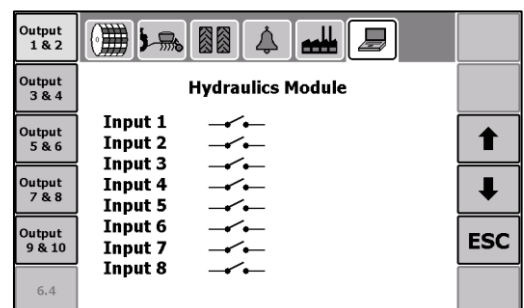 Output
1 & 2
Output
3 & 4
Output
5 & 6
Output
7 & 8
Output
9 & 10
6.4
Hydraulics Module
Input 1
Input 2
Input 3
Input 4
Input 5
Input 6
Input 7
Input 8
ESC